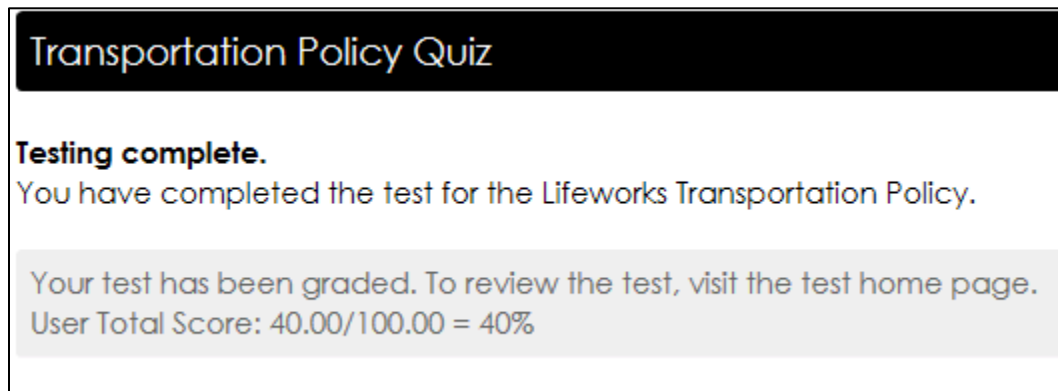 Transportation Policy Quiz
Testing complete.
You have completed the test for the Lifeworks Transportation Policy.
Your test has been graded. To review the test, visit the test home page.
User Total Score: 40.00/100.00 = 40%